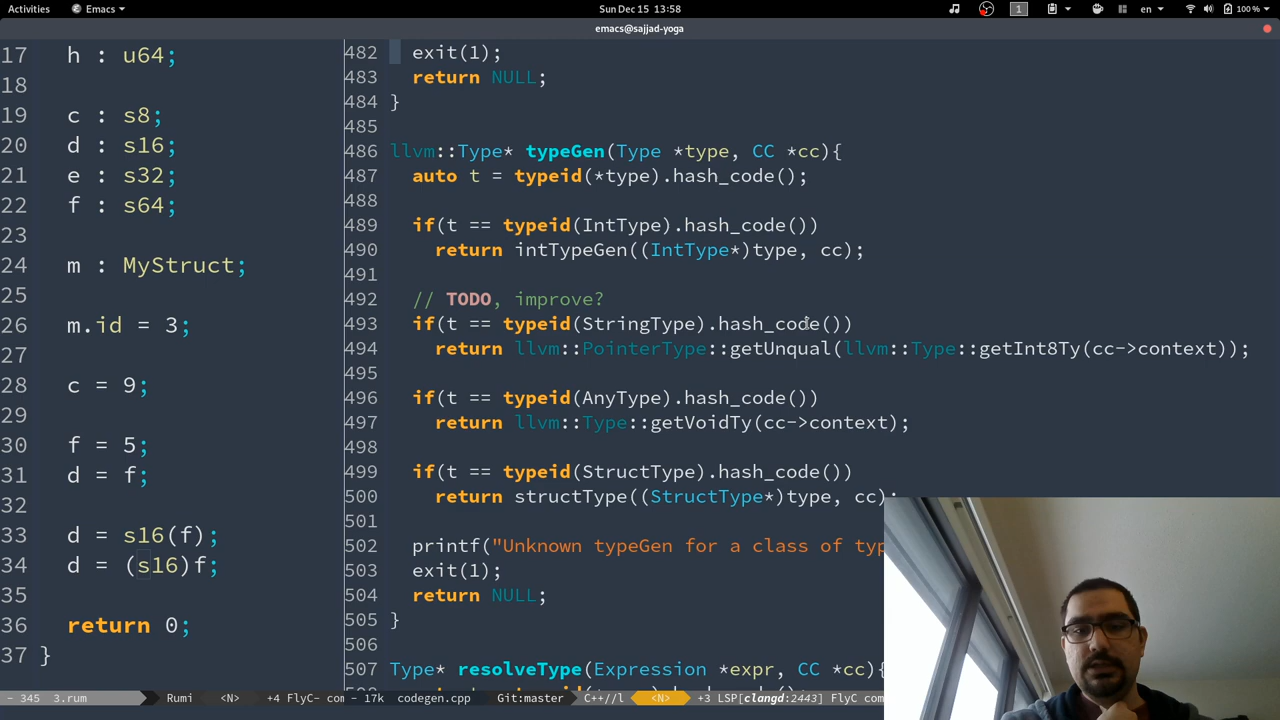 Activities Emacs Sun Dec 15 13:58 1 en 100 %
emacs@sajjad-yoga
17 h : u64;
18
19 c : s8;
20 d : s16;
21 e : s32;
22 f : s64;
23
24 m : MyStruct;
25
26 m.id = 3;
27
28 c = 9;
29
30 f = 5;
31 d = f;
32
33 d = s16(f);
34 d = (s16)f;
35
36 return 0;
37 }
- 345 3.rum Rumi <N> +4 FlyC-
482 exit(1);
483 return NULL;
484 }
485
486 llvm::Type* typeGen(Type *type, CC *cc){
487 auto t = typeid(*type).hash_code();
488
489 if(t == typeid(IntType).hash_code())
490 return intTypeGen((IntType*)type, cc);
491
492 // TODO, improve?
493 if(t == typeid(StringType).hash_code())
494 return llvm::PointerType::getUnqual(llvm::Type::getInt8Ty(cc->context));
495
496 if(t == typeid(AnyType).hash_code())
497 return llvm::Type::getVoidTy(cc->context);
498
499 if(t == typeid(StructType).hash_code())
500 return structType((StructType*)type, cc);
501
502 printf("Unknown typeGen for a class of typ
503 exit(1);
504 return NULL;
505 }
506
507 Type* resolveType(Expression *expr, CC *cc){
- 17k codegen.cpp Git:master C++//l <N> +3 LSP[clangd:2443] FlyC com